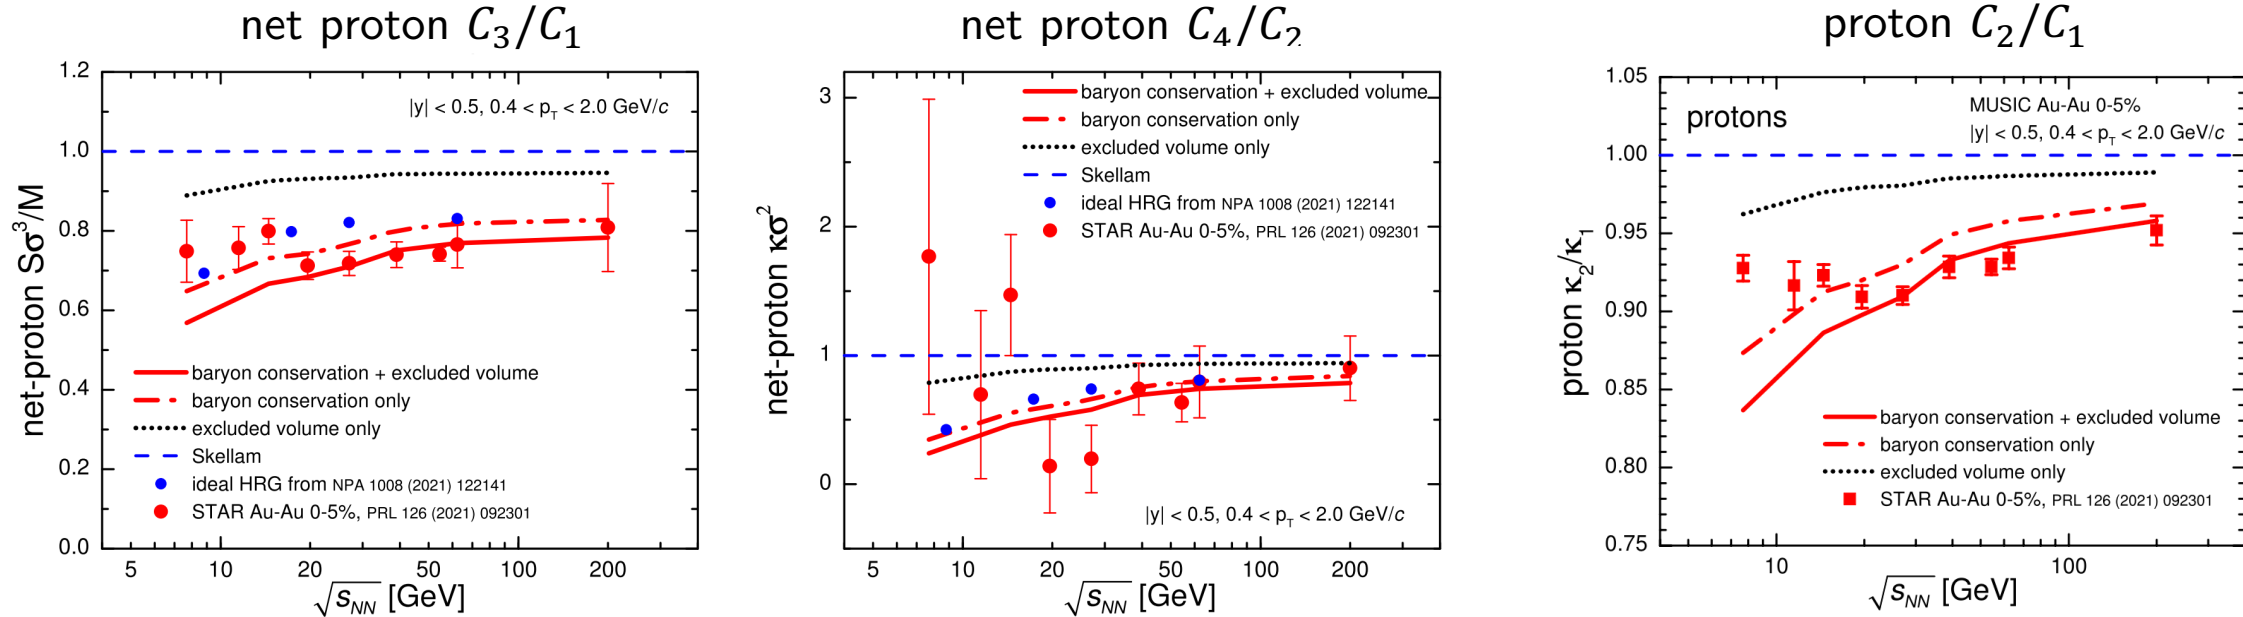 net proton C₃/C₁
net-proton Sσ³/M
1.2
1.0
0.8
0.6
0.4
0.2
0.0
|y| < 0.5, 0.4 < p_T < 2.0 GeV/c
baryon conservation + excluded volume
baryon conservation only
excluded volume only
Skellam
ideal HRG from NPA 1008 (2021) 122141
STAR Au-Au 0-5%, PRL 126 (2021) 092301
5 10 20 50 100 200
√s_NN [GeV]
net proton C₄/C₂
net-proton κσ²
3
2
1
0
baryon conservation + excluded volume
baryon conservation only
excluded volume only
Skellam
ideal HRG from NPA 1008 (2021) 122141
STAR Au-Au 0-5%, PRL 126 (2021) 092301
|y| < 0.5, 0.4 < p_T < 2.0 GeV/c
5 10 20 50 100 200
√s_NN [GeV]
proton C₂/C₁
proton κ₂/κ₁
1.05
1.00
0.95
0.90
0.85
0.80
0.75
protons
MUSIC Au-Au 0-5%
|y| < 0.5, 0.4 < p_T < 2.0 GeV/c
baryon conservation + excluded volume
baryon conservation only
excluded volume only
STAR Au-Au 0-5%, PRL 126 (2021) 092301
10 100
√s_NN [GeV]